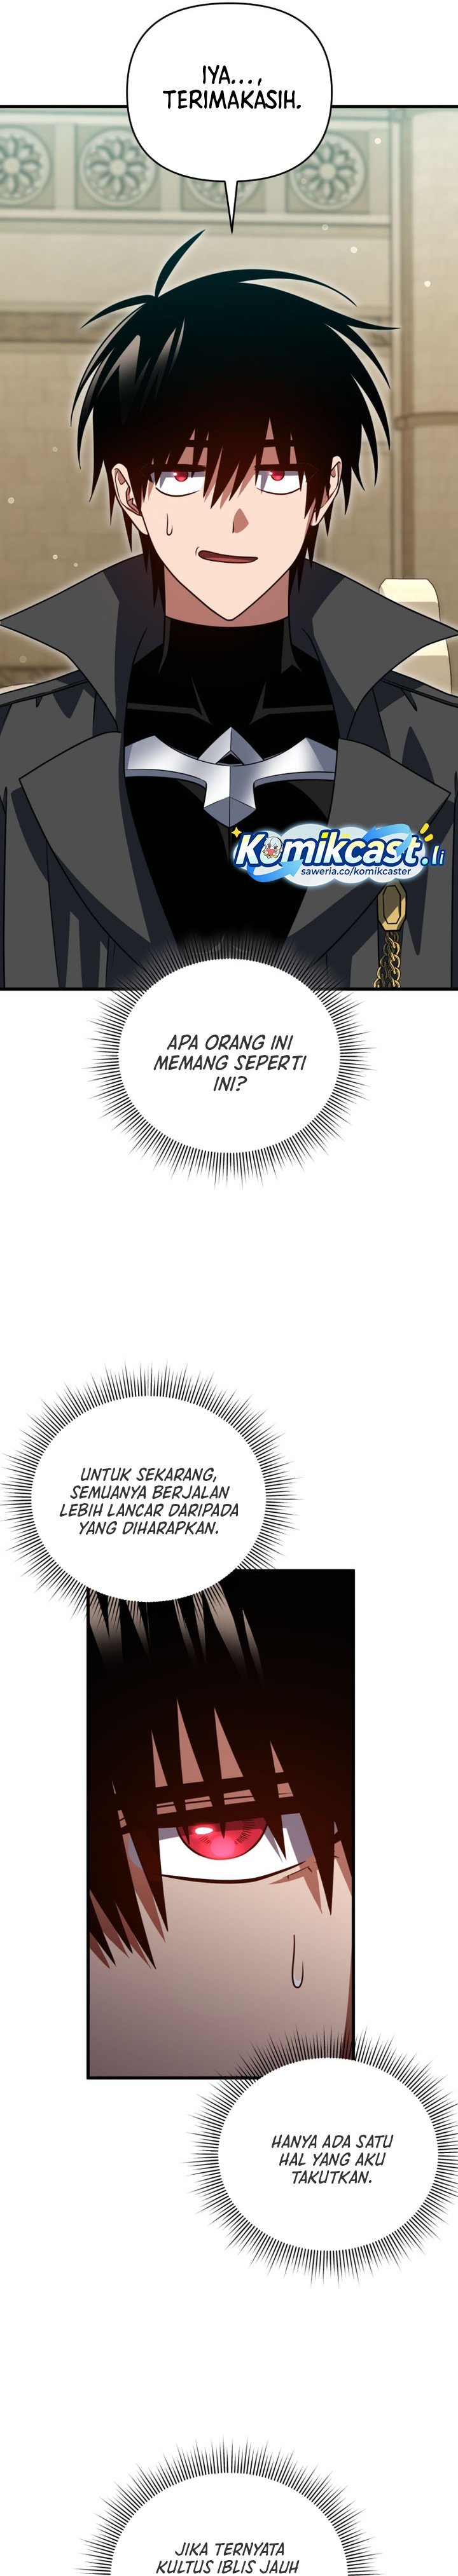 IYA...,
TERIMAKASIH.
Komikcast.li
saweria.co/komikcaster
APA ORANG INI
MEMANG SEPERTI
INI?
UNTUK SEKARANG,
SEMUANYA BERJALAN
LEBIH LANCAR DARIPADA
YANG DIHARAPKAN.
HANYA ADA SATU
HAL YANG AKU
TAKUTKAN.
JIKA TERNYATA
KULTUS IBLIS JAUH